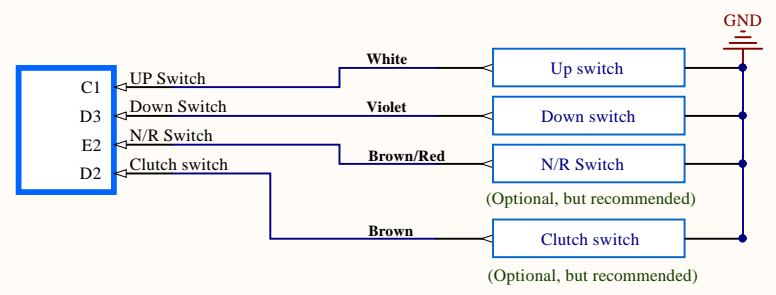 GND
White
UP Switch
Up switch
C1
Violet
Down Switch
Down switch
D3
N/R Switch
E2
Brown/Red
N/R Switch
Clutch switch
D2
(Optional, but recommended)
Brown
Clutch switch
(Optional, but recommended)